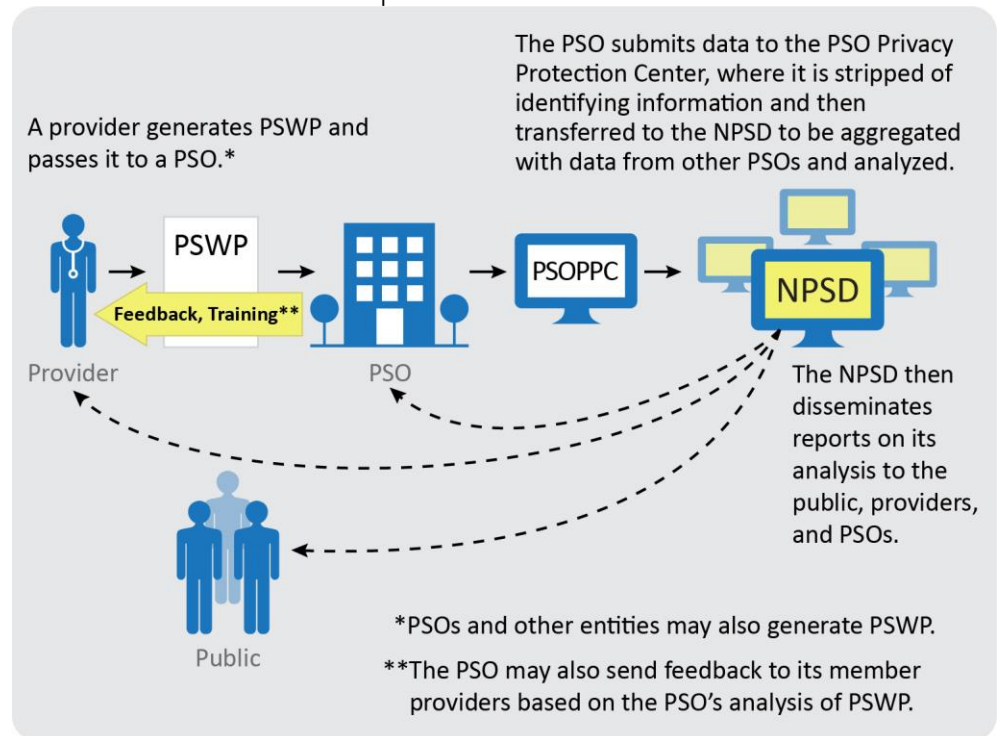 The PSO submits data to the PSO Privacy
Protection Center, where it is stripped of
identifying information and then
transferred to the NPSD to be aggregated
with data from other PSOs and analyzed.
A provider generates PSWP and
passes it to a PSO.*
PSWP
PSOPPC
NPSD
Feedback, Training**
Provider
PSO
The NPSD then
disseminates
reports on its
analysis to the
public, providers,
and PSOs.
Public
*PSOs and other entities may also generate PSWP.
**The PSO may also send feedback to its member
providers based on the PSO’s analysis of PSWP.